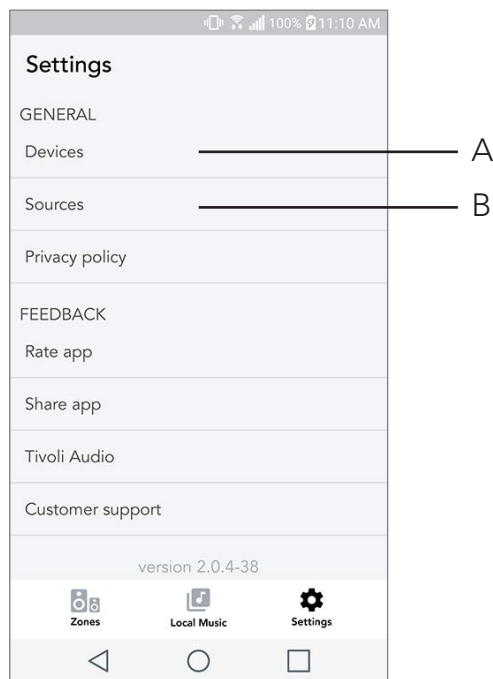 100% 11:10 AM
Settings
GENERAL
Devices
A
Sources
B
Privacy policy
FEEDBACK
Rate app
Share app
Tivoli Audio
Customer support
version 2.0.4-38
Zones Local Music Settings